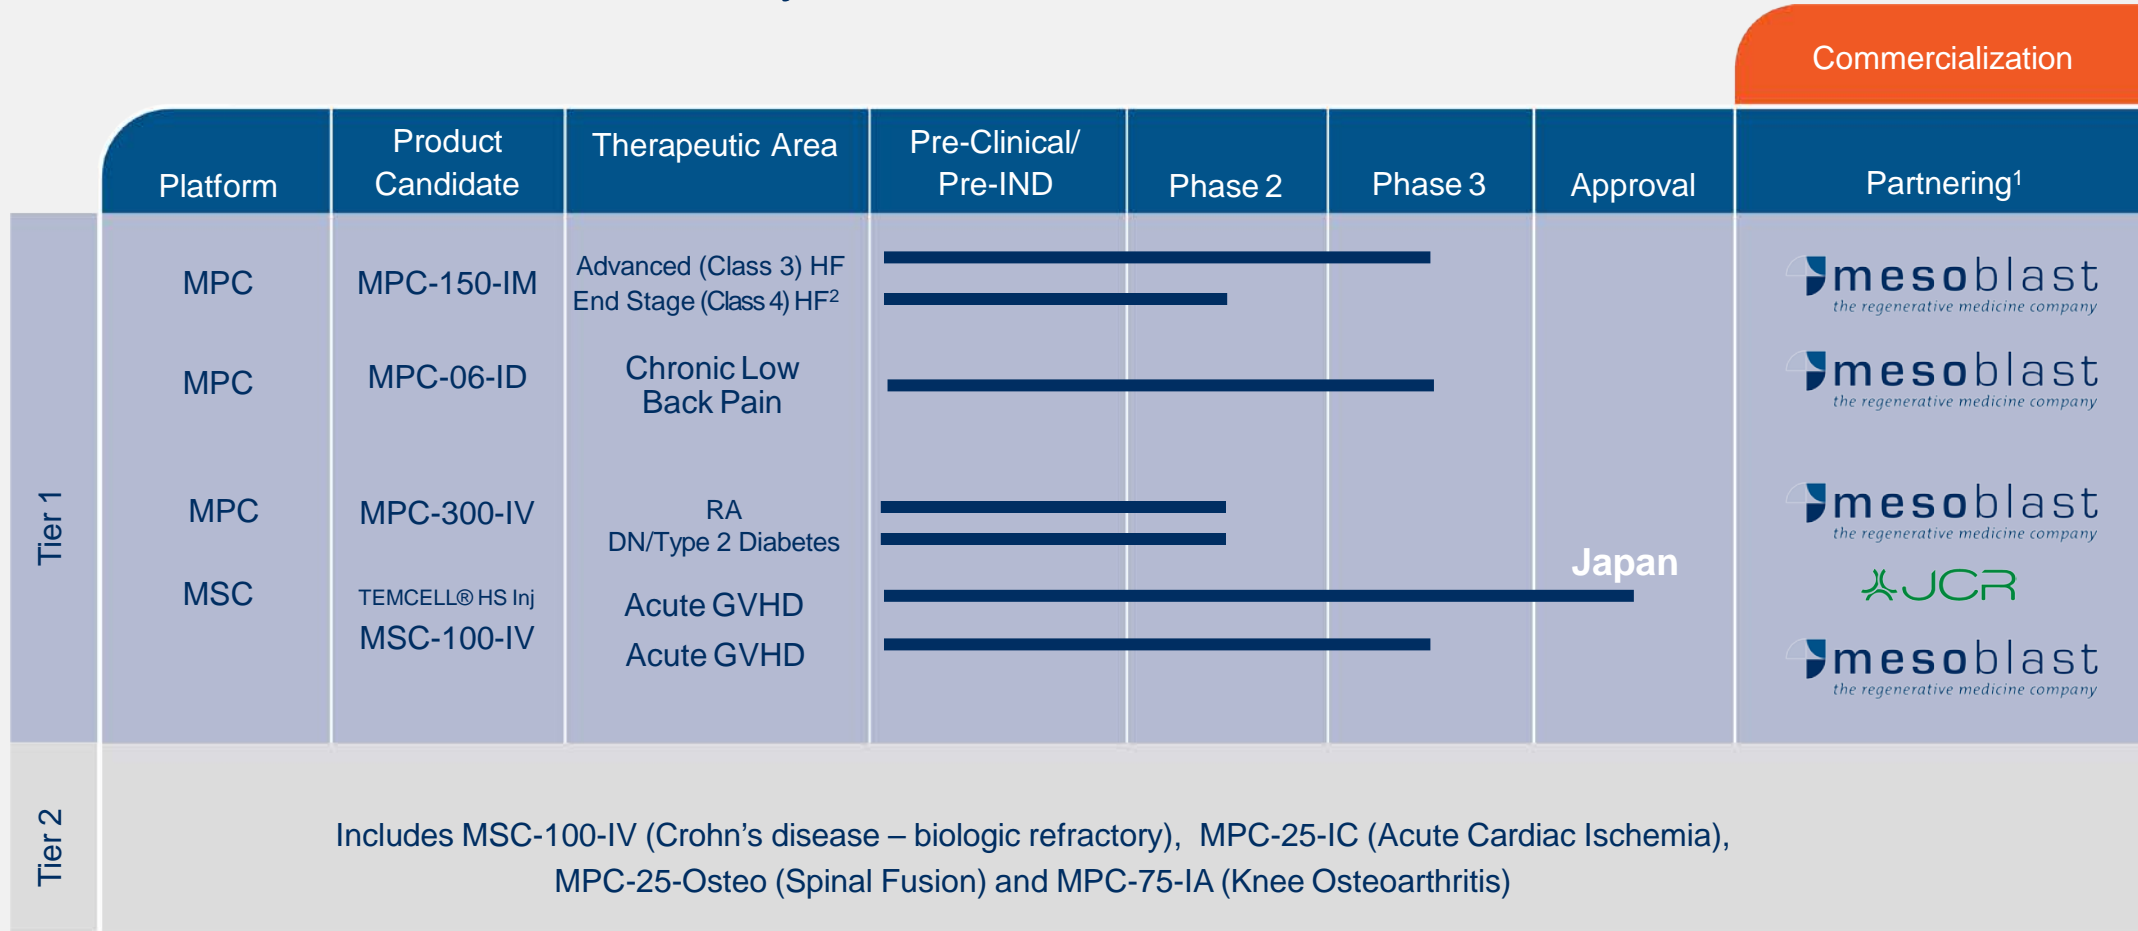 Commercialization
Platform
Product
Candidate
Therapeutic Area
Pre-Clinical/
Pre-IND
Phase 2
Phase 3
Approval
Partnering1
Tier 1
MPC
MPC-150-IM
Advanced (Class 3) HF
End Stage (Class 4) HF2
mesoblast
the regenerative medicine company
MPC
MPC-06-ID
Chronic Low
Back Pain
mesoblast
the regenerative medicine company
MPC
MPC-300-IV
RA
DN/Type 2 Diabetes
mesoblast
the regenerative medicine company
MSC
TEMCELL® HS Inj
Acute GVHD
Japan
JCR
MSC-100-IV
Acute GVHD
mesoblast
the regenerative medicine company
Tier 2
Includes MSC-100-IV (Crohn’s disease – biologic refractory), MPC-25-IC (Acute Cardiac Ischemia),
MPC-25-Osteo (Spinal Fusion) and MPC-75-IA (Knee Osteoarthritis)